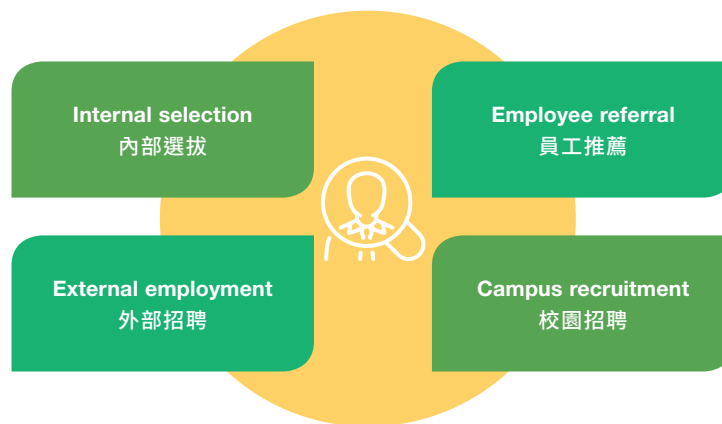 Internal selection
內部選拔
Employee referral
員工推薦
External employment
外部招聘
Campus recruitment
校園招聘